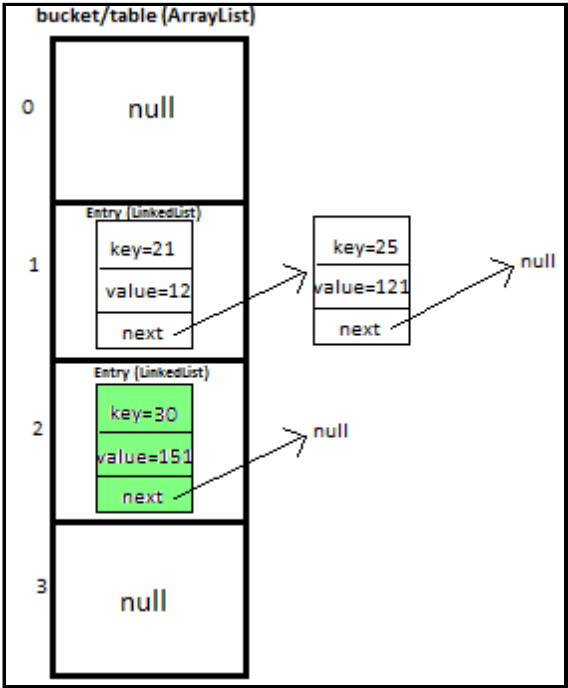 bucket/table (ArrayList)
0
null
Entry (LinkedList)
1
key=21
value=12
next
key=25
value=121
next
null
Entry (LinkedList)
2
key=30
value=151
next
null
3
null